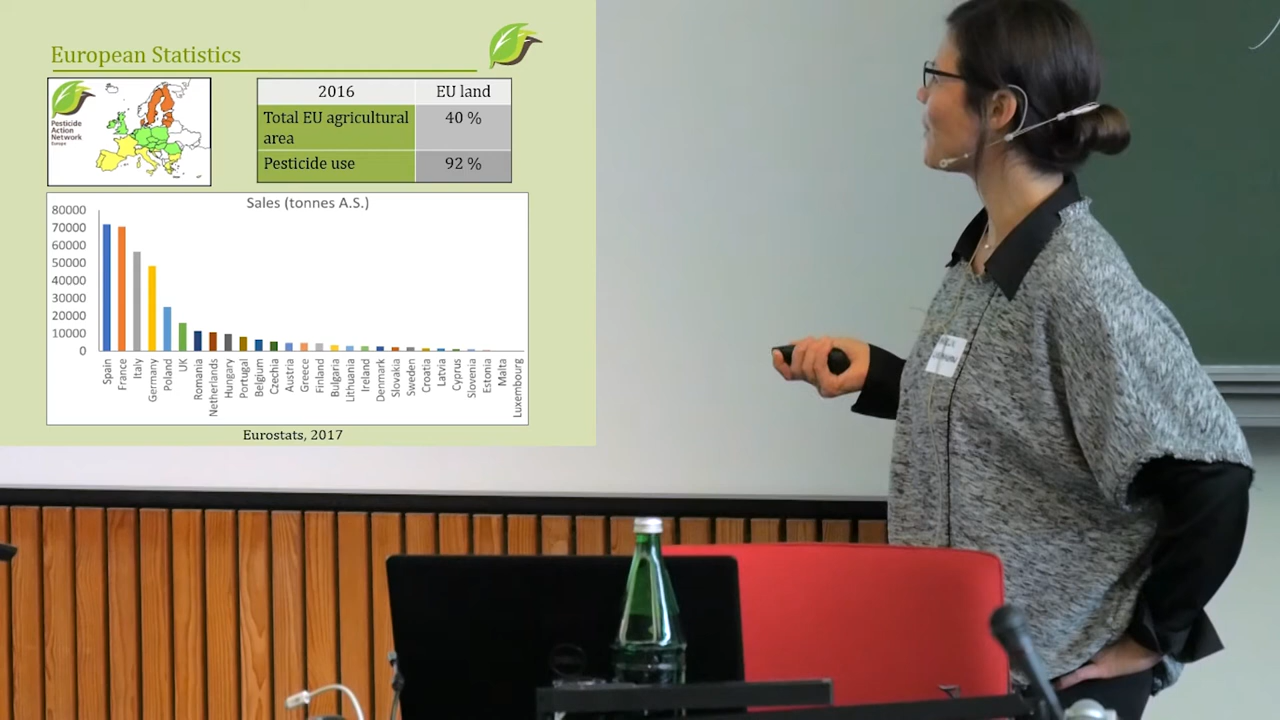 European Statistics
Pesticide
Action
Network
Europe
2016
EU land
Total EU agricultural
area
40 %
Pesticide use
92 %
Sales (tonnes A.S.)
80000
70000
60000
50000
40000
30000
20000
10000
0
Spain
France
Italy
Germany
Poland
UK
Romania
Netherlands
Hungary
Portugal
Belgium
Czechia
Austria
Greece
Finland
Bulgaria
Lithuania
Ireland
Denmark
Slovakia
Sweden
Croatia
Latvia
Cyprus
Slovenia
Estonia
Malta
Luxembourg
Eurostats, 2017